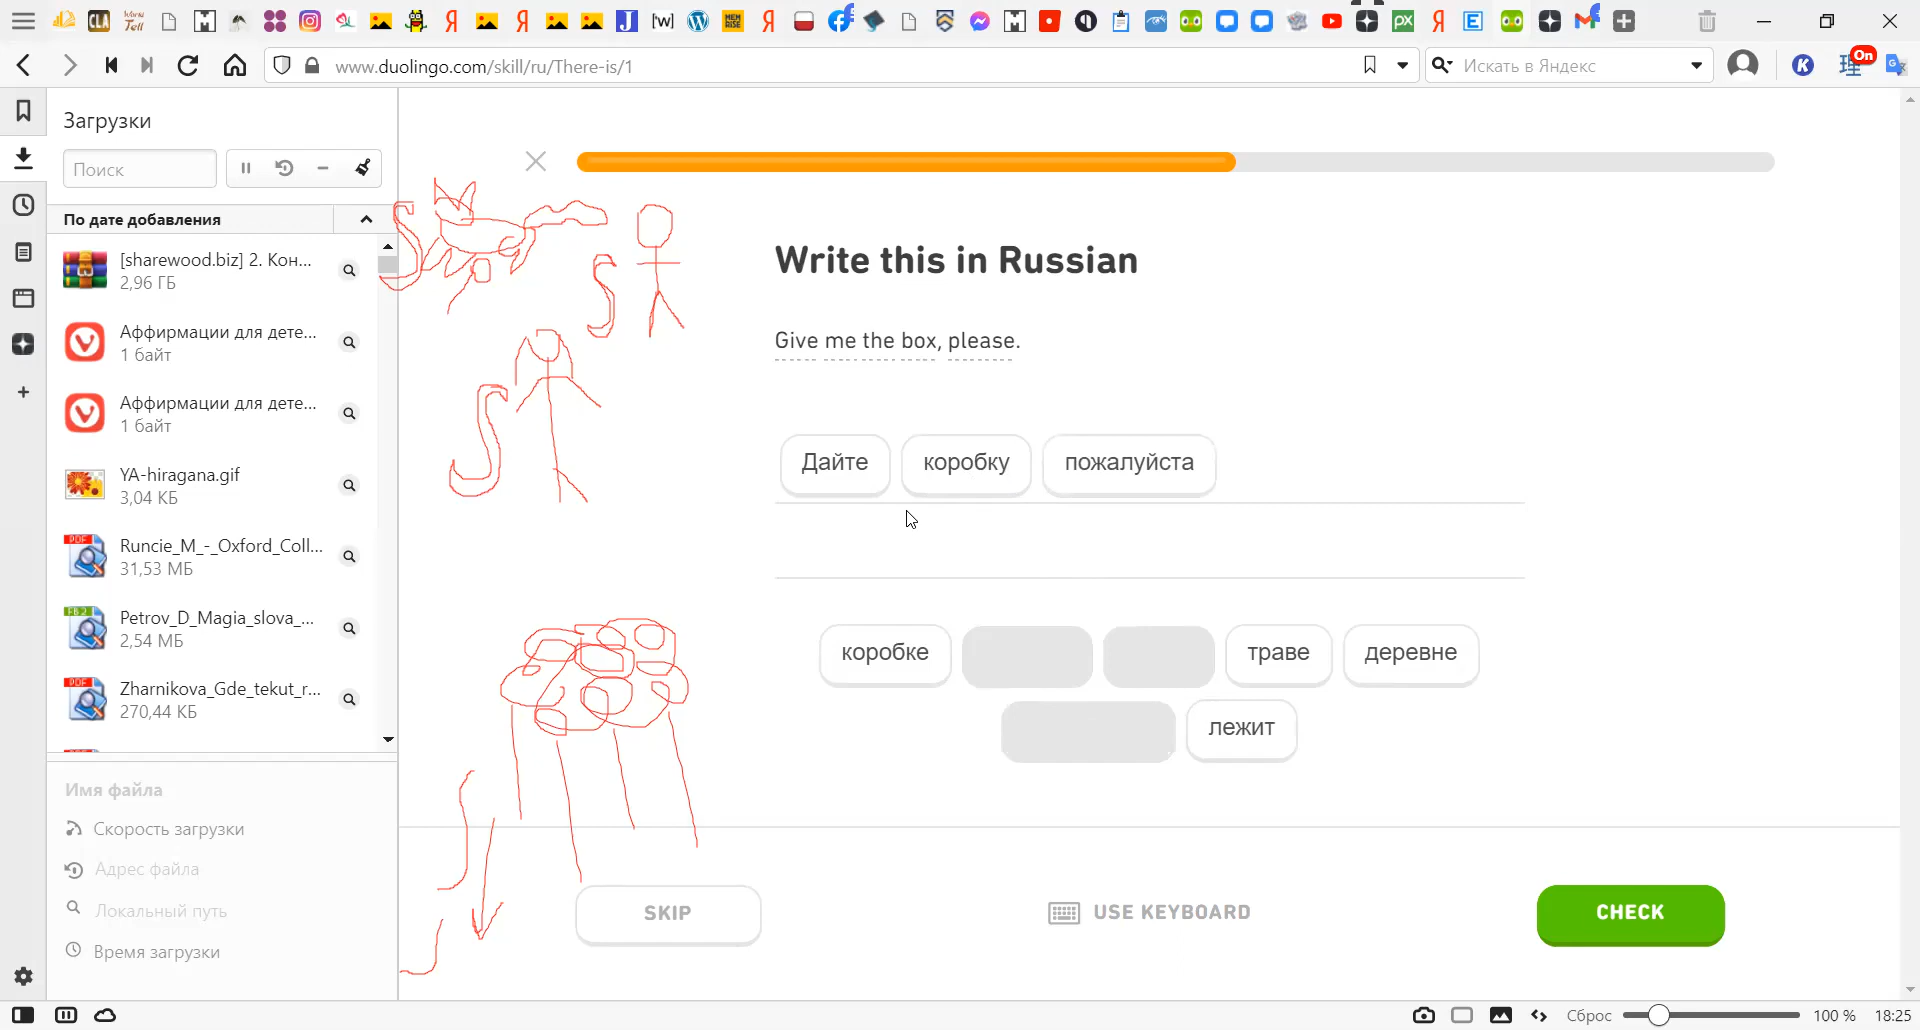 www.duolingo.com/skill/ru/There-is/1
Искать в Яндекс
On
Загрузки
Поиск
По дате добавления
[sharewood.biz] 2. Кон...
2,96 ГБ
Аффирмации для дете...
1 байт
Аффирмации для дете...
1 байт
YA-hiragana.gif
3,04 КБ
Runcie_M_-_Oxford_Coll...
31,53 МБ
Petrov_D_Magia_slova_...
2,54 МБ
Zharnikova_Gde_tekut_r...
270,44 КБ
Имя файла
Скорость загрузки
Адрес файла
Локальный путь
Время загрузки
Write this in Russian
Give me the box, please.
Дайте коробку пожалуйста
коробке траве деревне
лежит
SKIP
USE KEYBOARD
CHECK
Сброс 100 % 18:25